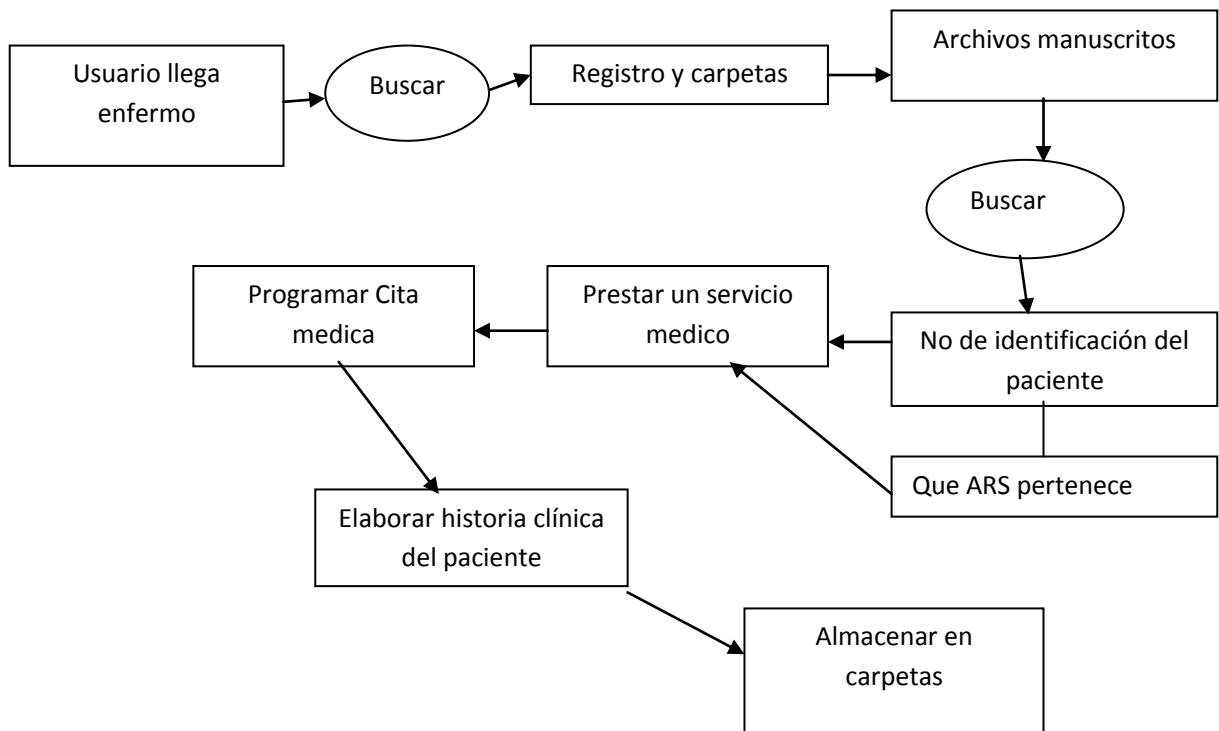 Usuario llega
enfermo
Buscar
Registro y carpetas
Archivos manuscritos
Buscar
No de identificación del
paciente
Que ARS pertenece
Prestar un servicio
medico
Programar Cita
medica
Elaborar historia clínica
del paciente
Almacenar en
carpetas